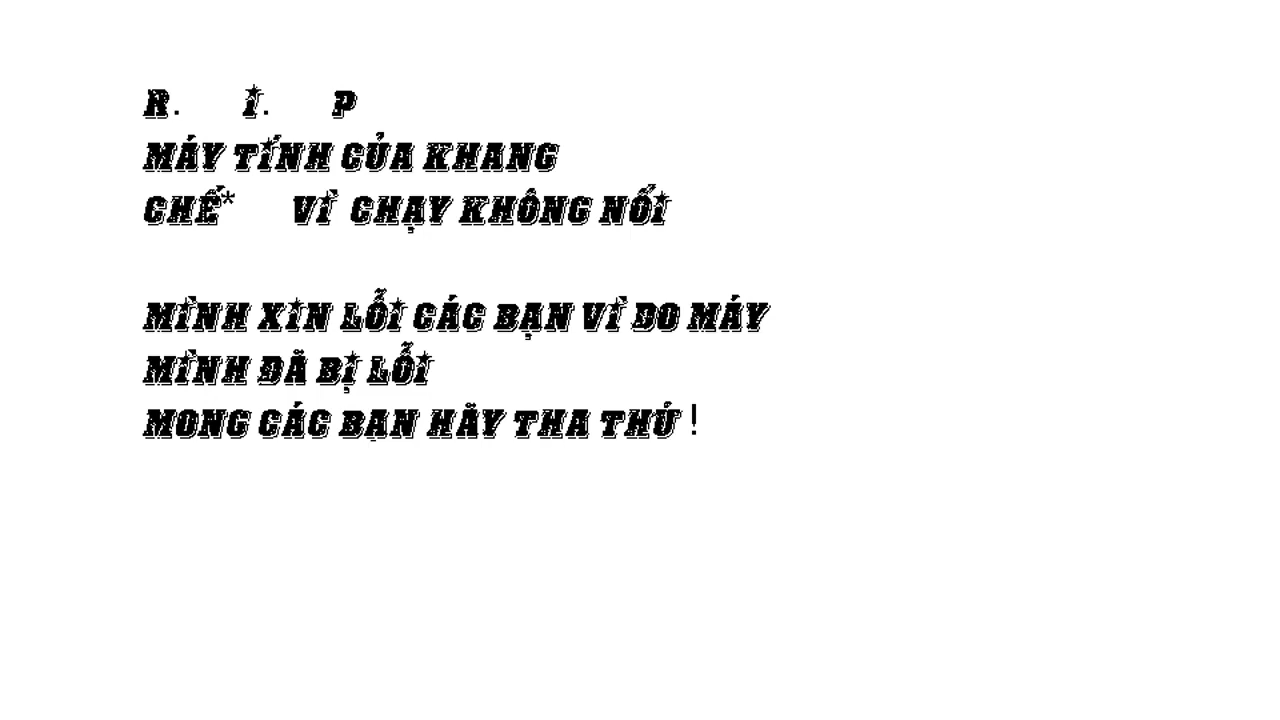 R. I. P
MÁY TÍNH CỦA KHANG
CHẾ* VÌ CHẠY KHÔNG NỔI
MÌNH XIN LỖI CÁC BẠN VÌ DO MÁY
MÌNH ĐÃ BỊ LỖI
MONG CÁC BẠN HÃY THA THỨ !